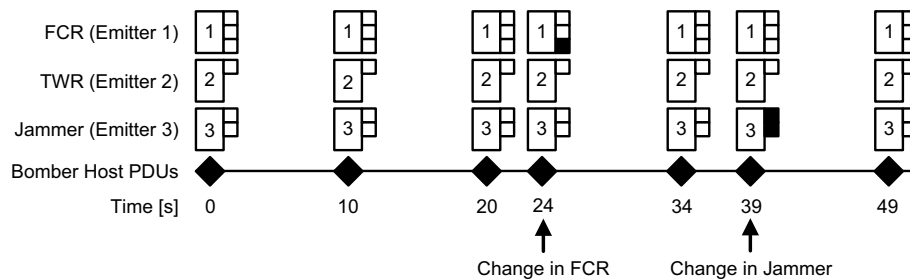 FCR (Emitter 1) 1 1 1 1 1 1 1
TWR (Emitter 2) 2 2 2 2 2 2 2
Jammer (Emitter 3) 3 3 3 3 3 3 3
Bomber Host PDUs
Time [s] 0 10 20 24 34 39 49
Change in FCR Change in Jammer